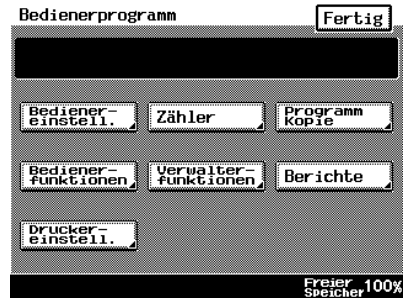 Bedienerprogramm
Fertig
Bediener-
einstell.
Zähler
Programm
Kopie
Bediener-
funktionen
Verwalter-
funktionen
Berichte
Drucker-
einstell.
Freier
Speicher 100%